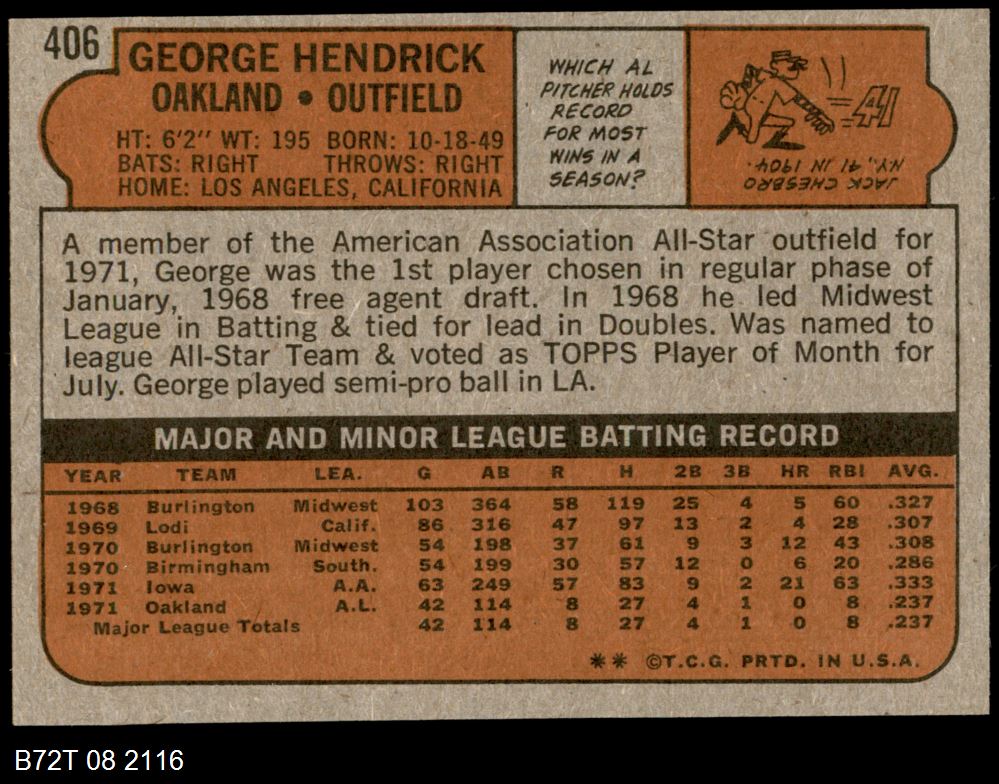 406
GEORGE HENDRICK
OAKLAND • OUTFIELD
HT: 6'2" WT: 195 BORN: 10-18-49
BATS: RIGHT THROWS: RIGHT
HOME: LOS ANGELES, CALIFORNIA
WHICH AL
PITCHER HOLDS
RECORD
FOR MOST
WINS IN A
SEASON?
41
JACK CHESBRO
N.Y., 41 IN 1904.
A member of the American Association All-Star outfield for
1971, George was the 1st player chosen in regular phase of
January, 1968 free agent draft. In 1968 he led Midwest
League in Batting & tied for lead in Doubles. Was named to
league All-Star Team & voted as TOPPS Player of Month for
July. George played semi-pro ball in LA.
MAJOR AND MINOR LEAGUE BATTING RECORD
YEAR TEAM LEA. G AB R H 2B 3B HR RBI AVG.
1968 Burlington Midwest 103 364 58 119 25 4 5 60 .327
1969 Lodi Calif. 86 316 47 97 13 2 4 28 .307
1970 Burlington Midwest 54 198 37 61 9 3 12 43 .308
1970 Birmingham South. 54 199 30 57 12 0 6 20 .286
1971 Iowa A.A. 63 249 57 83 9 2 21 63 .333
1971 Oakland A.L. 42 114 8 27 4 1 0 8 .237
Major League Totals 42 114 8 27 4 1 0 8 .237
** ©T.C.G. PRTD. IN U.S.A.
B72T 08 2116